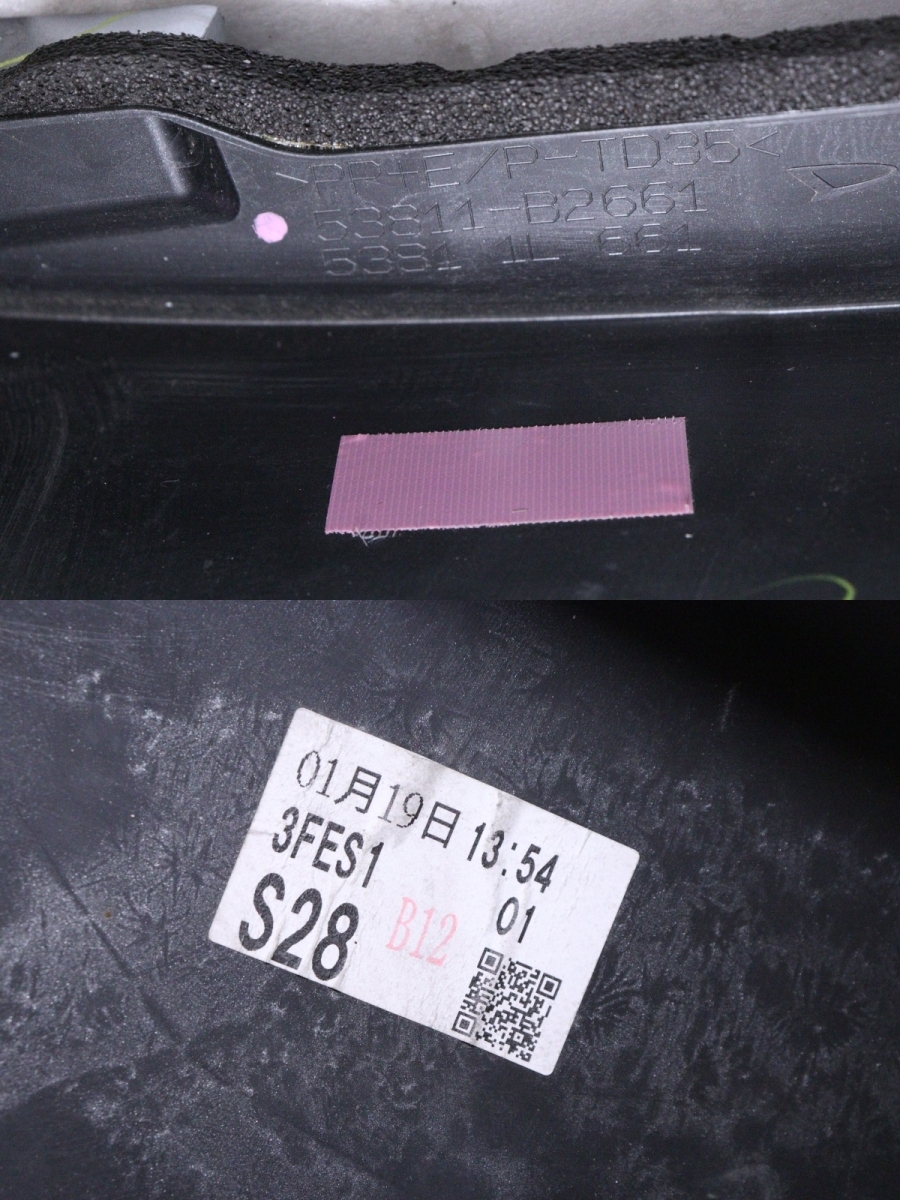 >PP+E/P-TD35<
53811-B2661
5381 1L 661
01月19日 13:54
3FES1
S28
B12
01